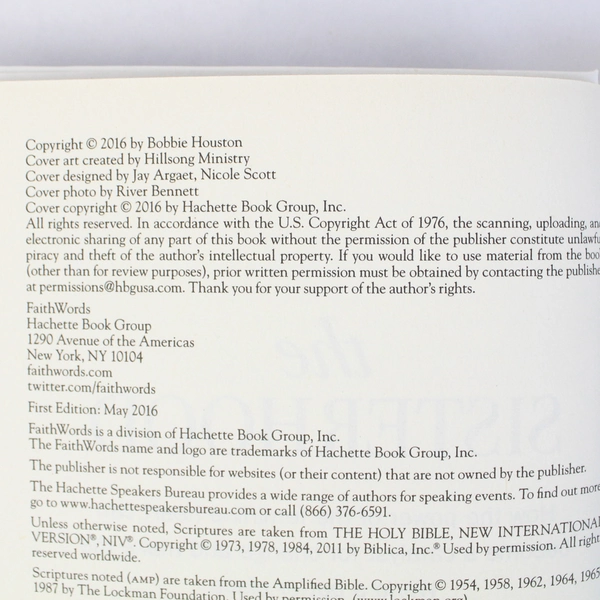 Copyright © 2016 by Bobbie Houston
Cover art created by Hillsong Ministry
Cover designed by Jay Argaet, Nicole Scott
Cover photo by River Bennett
Cover copyright © 2016 by Hachette Book Group, Inc.
All rights reserved. In accordance with the U.S. Copyright Act of 1976, the scanning, uploading, an
electronic sharing of any part of this book without the permission of the publisher constitute unlawfu
piracy and theft of the author's intellectual property. If you would like to use material from the boo
(other than for review purposes), prior written permission must be obtained by contacting the publishe
at permissions@hbgusa.com. Thank you for your support of the author's rights.
FaithWords
Hachette Book Group
1290 Avenue of the Americas
New York, NY 10104
faithwords.com
twitter.com/faithwords
First Edition: May 2016
FaithWords is a division of Hachette Book Group, Inc.
The FaithWords name and logo are trademarks of Hachette Book Group, Inc.
The publisher is not responsible for websites (or their content) that are not owned by the publisher.
The Hachette Speakers Bureau provides a wide range of authors for speaking events. To find out more
go to www.hachettespeakersbureau.com or call (866) 376-6591.
Unless otherwise noted, Scriptures are taken from THE HOLY BIBLE, NEW INTERNATIONAL
VERSION®, NIV®. Copyright © 1973, 1978, 1984, 2011 by Biblica, Inc.® Used by permission. All right
reserved worldwide.
Scriptures noted (AMP) are taken from the Amplified Bible. Copyright © 1954, 1958, 1962, 1964, 1965
1987 by The Lockman Foundation. Used by permission. (www.lockman.org)